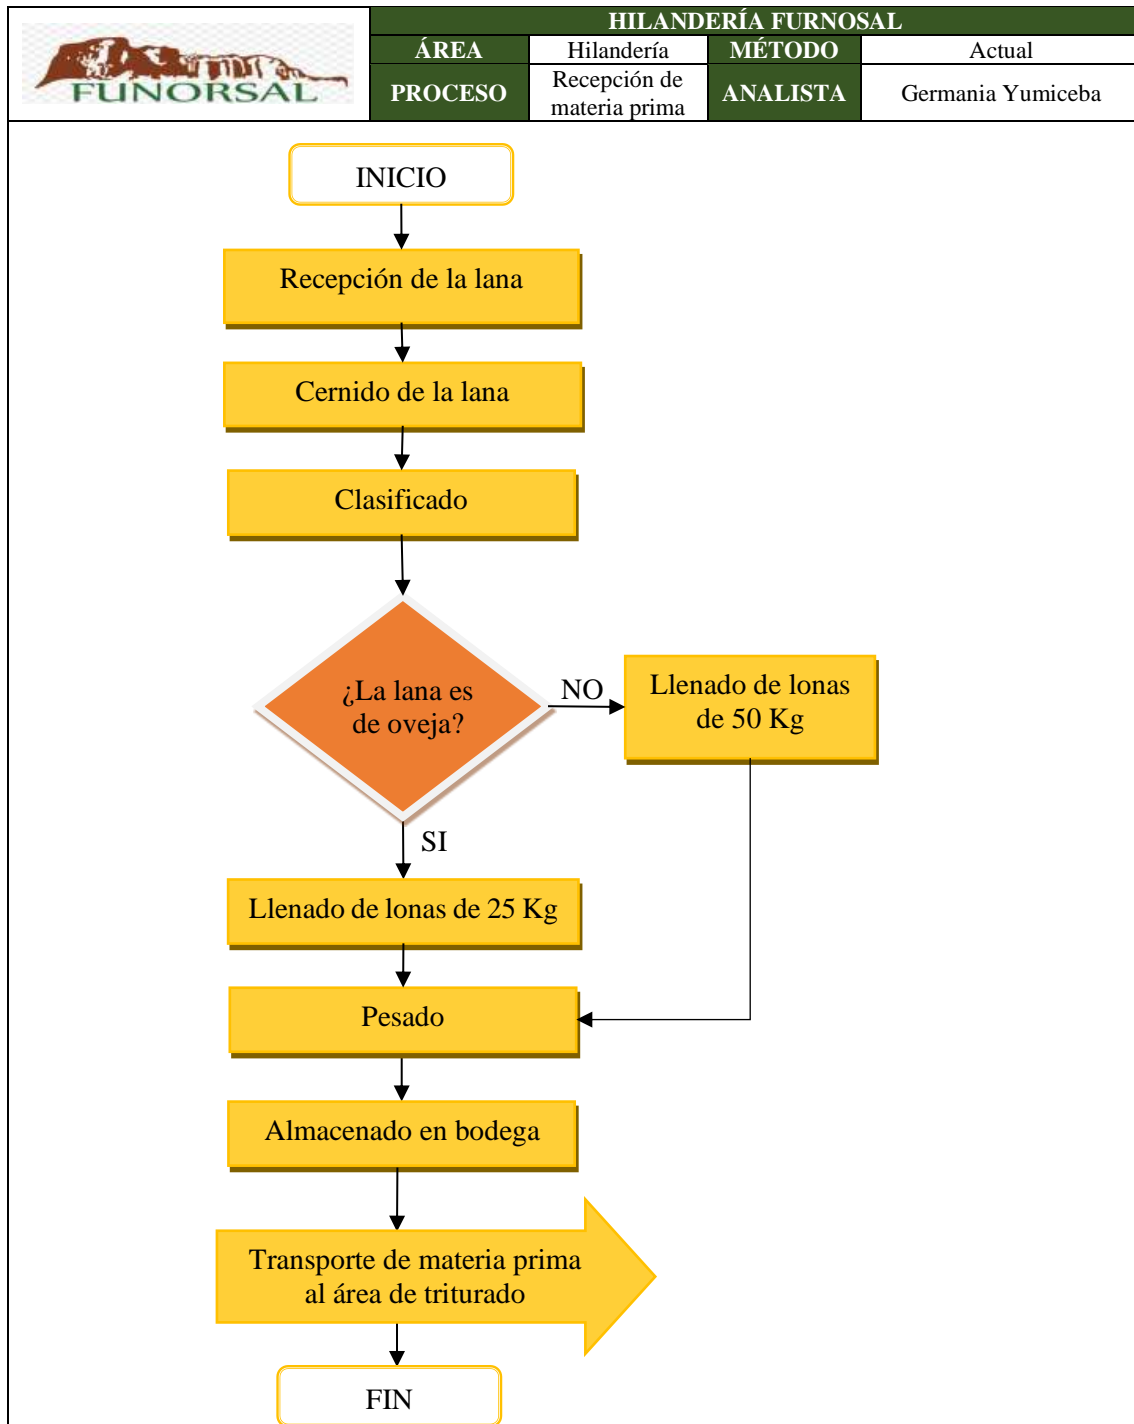 HILANDERÍA FURNOSAL
FUNORSAL
ÁREA
Hilandería
MÉTODO
Actual
PROCESO
Recepción de
materia prima
ANALISTA
Germania Yumiceba
INICIO
Recepción de la lana
Cernido de la lana
Clasificado
¿La lana es
de oveja?
NO
Llenado de lonas
de 50 Kg
SI
Llenado de lonas de 25 Kg
Pesado
Almacenado en bodega
Transporte de materia prima
al área de triturado
FIN